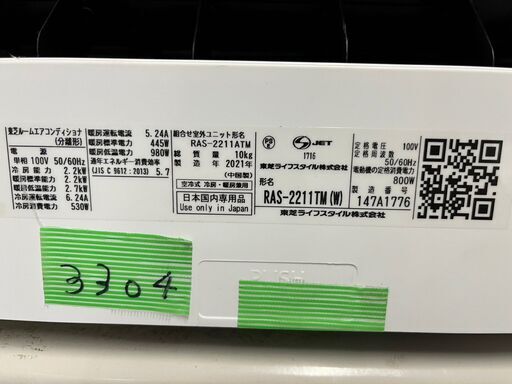 東芝ルームエアコンディショナ
(分離形)
電 源
単相 100V 50/60Hz
冷房能力 2.2kW
暖房標準能力 2.2kW
暖房低温能力 2.7kW
冷房運転電流 6.24A
冷房消費電力 530W
暖房運転電流 5.24A
暖房標準電力 445W
暖房低温電力 980W
通年エネルギー消費効率
(JIS C 9612:2013) 5.7
組合せ室外ユニット形名
RAS-2211ATM
総質量 10kg
製造年 2021年
(中国製)
空冷式 冷房・暖房兼用
日本国内専用品
Use only in Japan
PS
E
JET
1716
東芝ライフスタイル株式会社
形名
RAS-2211TM(W)
東芝ライフスタイル株式会社
定格電圧 100V
定格周波数
50/60Hz
電動機の定格消費電力
800W
製造番号
147A1776
3304
PUSH